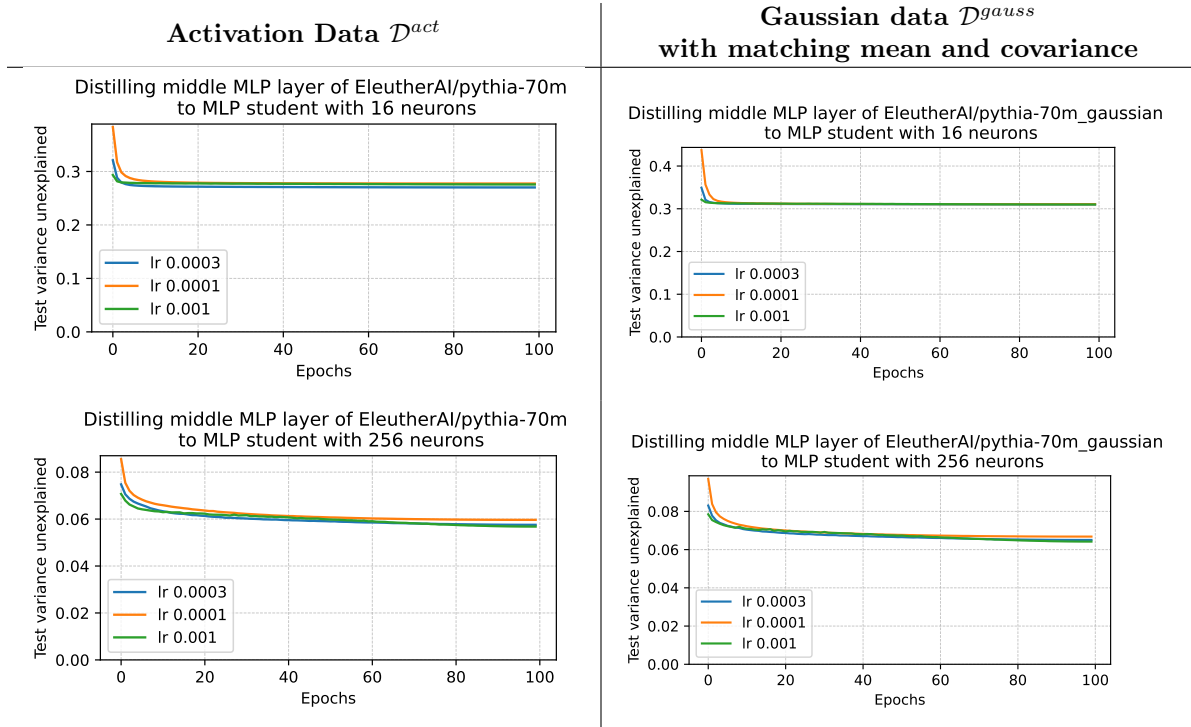 Activation Data 𝒟^act
Gaussian data 𝒟^gauss
with matching mean and covariance
Distilling middle MLP layer of EleutherAI/pythia-70m
to MLP student with 16 neurons
Test variance unexplained
0.3
0.2
0.1
0.0
lr 0.0003
lr 0.0001
lr 0.001
0 20 40 60 80 100
Epochs
Distilling middle MLP layer of EleutherAI/pythia-70m_gaussian
to MLP student with 16 neurons
Test variance unexplained
0.4
0.3
0.2
0.1
0.0
lr 0.0003
lr 0.0001
lr 0.001
0 20 40 60 80 100
Epochs
Distilling middle MLP layer of EleutherAI/pythia-70m
to MLP student with 256 neurons
Test variance unexplained
0.08
0.06
0.04
0.02
0.00
lr 0.0003
lr 0.0001
lr 0.001
0 20 40 60 80 100
Epochs
Distilling middle MLP layer of EleutherAI/pythia-70m_gaussian
to MLP student with 256 neurons
Test variance unexplained
0.08
0.06
0.04
0.02
0.00
lr 0.0003
lr 0.0001
lr 0.001
0 20 40 60 80 100
Epochs